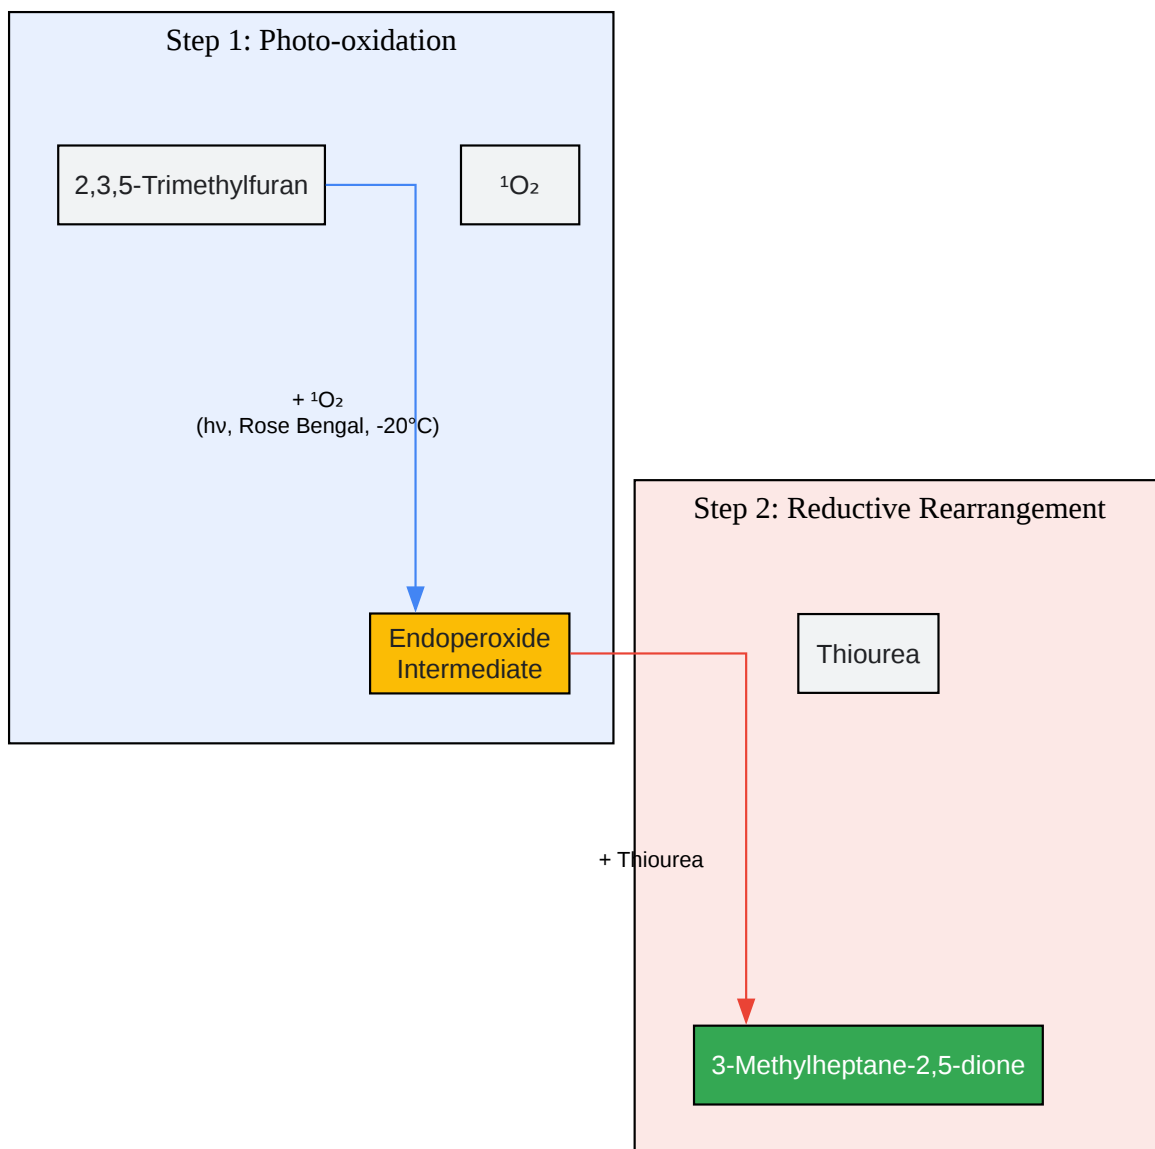 Step 1: Photo-oxidation
2,3,5-Trimethylfuran
¹O₂
+ ¹O₂
(hν, Rose Bengal, -20°C)
Endoperoxide
Intermediate
Step 2: Reductive Rearrangement
Thiourea
+ Thiourea
3-Methylheptane-2,5-dione